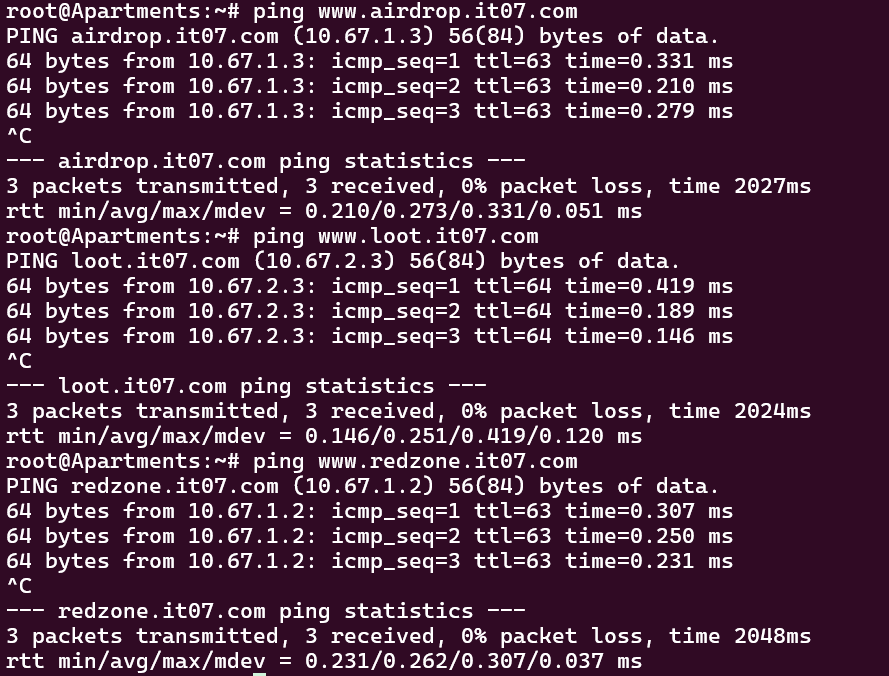 root@Apartments:~# ping www.airdrop.it07.com
PING airdrop.it07.com (10.67.1.3) 56(84) bytes of data.
64 bytes from 10.67.1.3: icmp_seq=1 ttl=63 time=0.331 ms
64 bytes from 10.67.1.3: icmp_seq=2 ttl=63 time=0.210 ms
64 bytes from 10.67.1.3: icmp_seq=3 ttl=63 time=0.279 ms
^C
--- airdrop.it07.com ping statistics ---
3 packets transmitted, 3 received, 0% packet loss, time 2027ms
rtt min/avg/max/mdev = 0.210/0.273/0.331/0.051 ms
root@Apartments:~# ping www.loot.it07.com
PING loot.it07.com (10.67.2.3) 56(84) bytes of data.
64 bytes from 10.67.2.3: icmp_seq=1 ttl=64 time=0.419 ms
64 bytes from 10.67.2.3: icmp_seq=2 ttl=64 time=0.189 ms
64 bytes from 10.67.2.3: icmp_seq=3 ttl=64 time=0.146 ms
^C
--- loot.it07.com ping statistics ---
3 packets transmitted, 3 received, 0% packet loss, time 2024ms
rtt min/avg/max/mdev = 0.146/0.251/0.419/0.120 ms
root@Apartments:~# ping www.redzone.it07.com
PING redzone.it07.com (10.67.1.2) 56(84) bytes of data.
64 bytes from 10.67.1.2: icmp_seq=1 ttl=63 time=0.307 ms
64 bytes from 10.67.1.2: icmp_seq=2 ttl=63 time=0.250 ms
64 bytes from 10.67.1.2: icmp_seq=3 ttl=63 time=0.231 ms
^C
--- redzone.it07.com ping statistics ---
3 packets transmitted, 3 received, 0% packet loss, time 2048ms
rtt min/avg/max/mdev = 0.231/0.262/0.307/0.037 ms